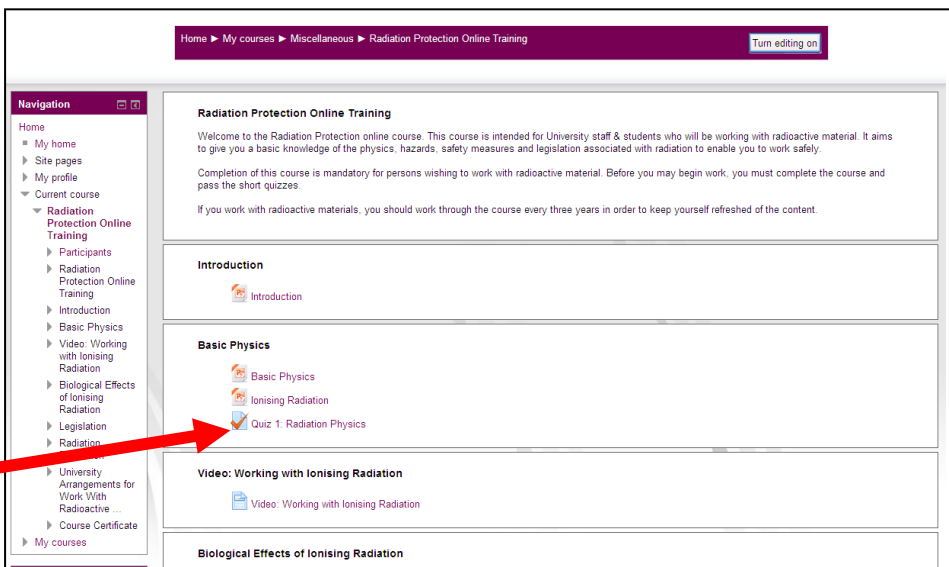 Home ► My courses ► Miscellaneous ► Radiation Protection Online Training
Turn editing on
Navigation
Home
My home
Site pages
My profile
Current course
Radiation
Protection Online
Training
Participants
Radiation
Protection Online
Training
Introduction
Basic Physics
Video: Working
with Ionising
Radiation
Biological Effects
of Ionising
Radiation
Legislation
Radiation
University
Arrangements for
Work With
Radioactive ...
Course Certificate
My courses
Radiation Protection Online Training
Welcome to the Radiation Protection online course. This course is intended for University staff & students who will be working with radioactive material. It aims
to give you a basic knowledge of the physics, hazards, safety measures and legislation associated with radiation to enable you to work safely.
Completion of this course is mandatory for persons wishing to work with radioactive material. Before you may begin work, you must complete the course and
pass the short quizzes.
If you work with radioactive materials, you should work through the course every three years in order to keep yourself refreshed of the content.
Introduction
Introduction
Basic Physics
Basic Physics
Ionising Radiation
Quiz 1: Radiation Physics
Video: Working with Ionising Radiation
Video: Working with Ionising Radiation
Biological Effects of Ionising Radiation